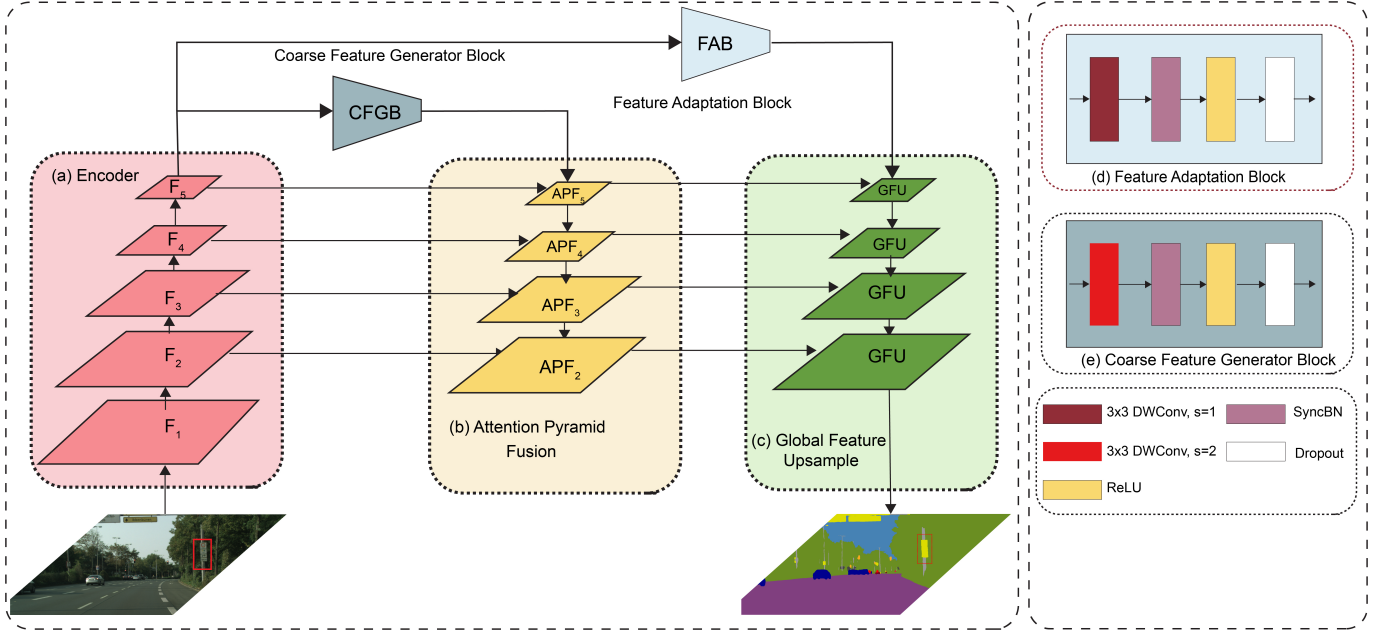 FAB
Coarse Feature Generator Block
CFGB
Feature Adaptation Block
(a) Encoder
F5
F4
F3
F2
F1
APF5
APF4
APF3
APF2
(b) Attention Pyramid
Fusion
GFU
GFU
GFU
GFU
(c) Global Feature
Upsample
(d) Feature Adaptation Block
(e) Coarse Feature Generator Block
3x3 DWConv, s=1
SyncBN
3x3 DWConv, s=2
Dropout
ReLU